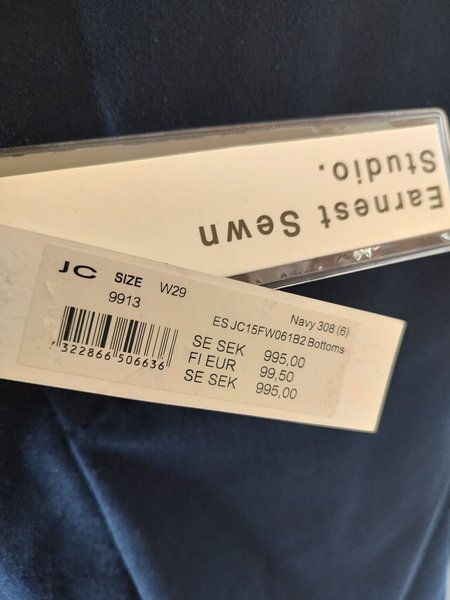 Earnest Sewn
Studio.
JC SIZE W29
9913
Navy 308 (6)
ES JC15FW061B2 Bottoms
SE SEK 995,00
FI EUR 99,50
SE SEK 995,00
7322866506636